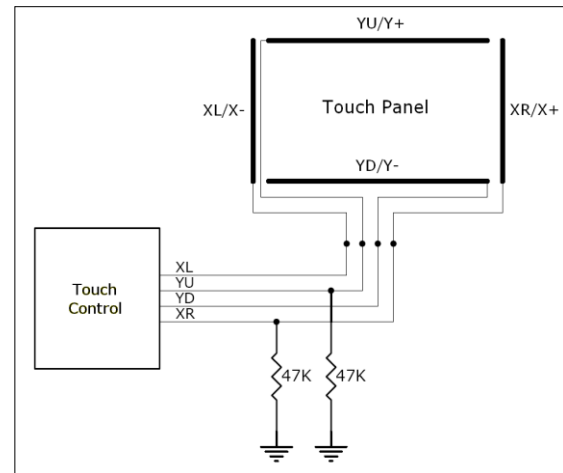 YU/Y+
XL/X-
Touch Panel
XR/X+
YD/Y-
Touch
Control
XL
YU
YD
XR
47K
47K